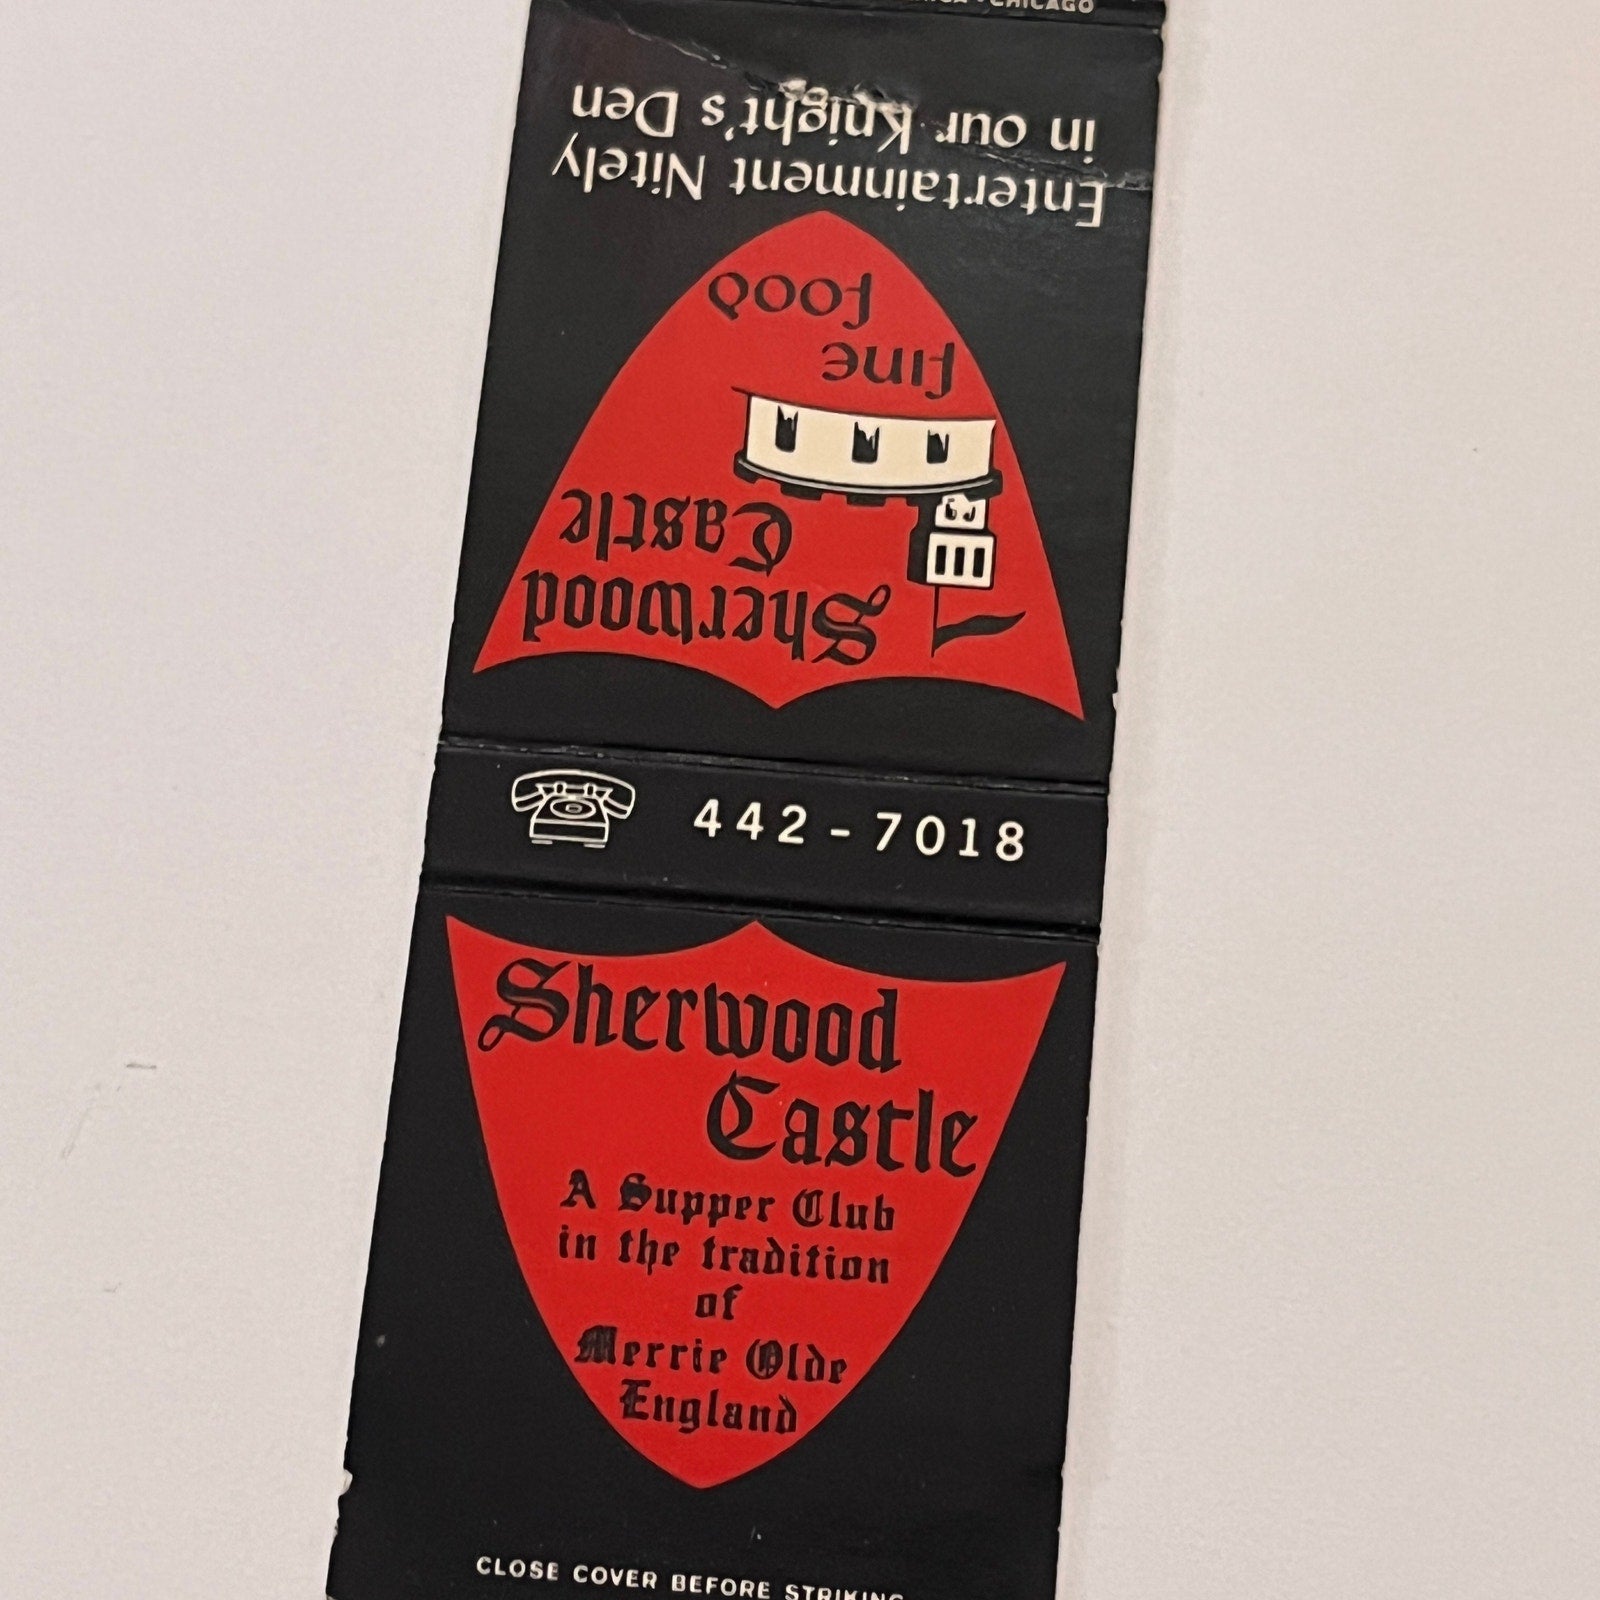 CHICAGO
Entertainment Nitely
in our Knight's Den
Sherwood
Castle
fine
food
442-7018
Sherwood
Castle
A Supper Club
in the tradition
of
Merrie Olde
England
CLOSE COVER BEFORE STRIKING